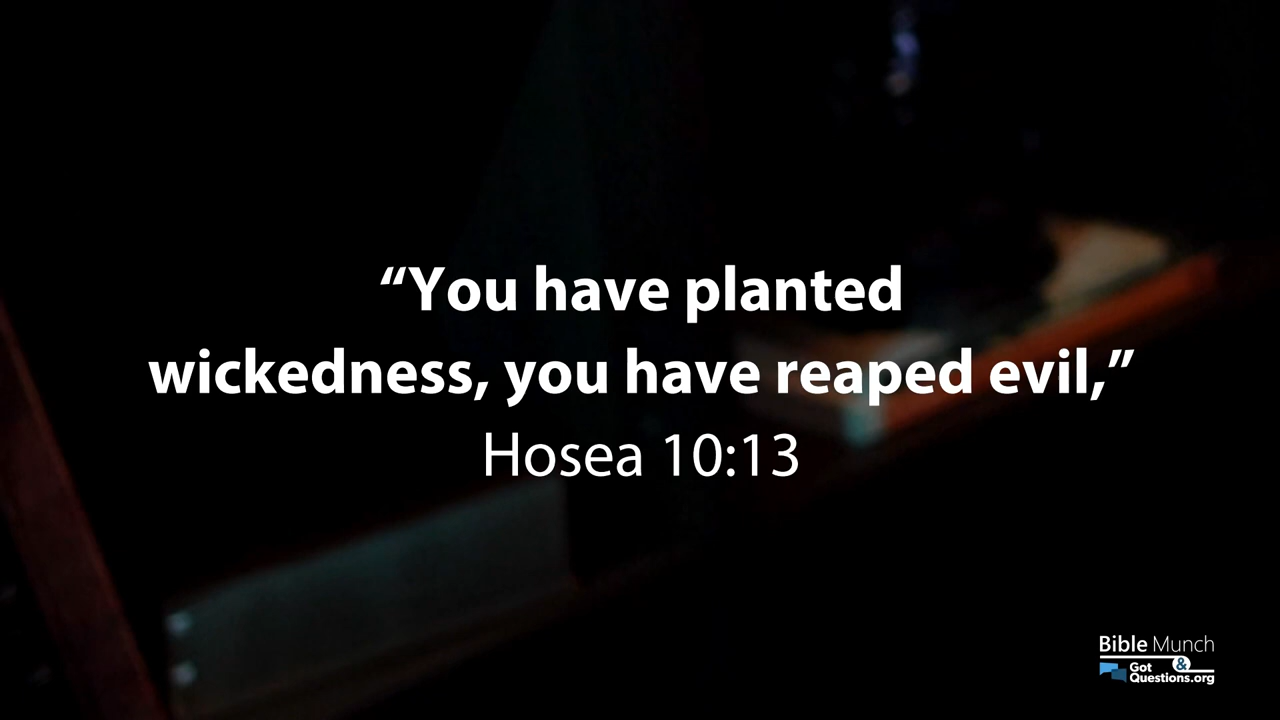 “You have planted
wickedness, you have reaped evil,”
Hosea 10:13
Bible Munch
&
Got
Questions.org